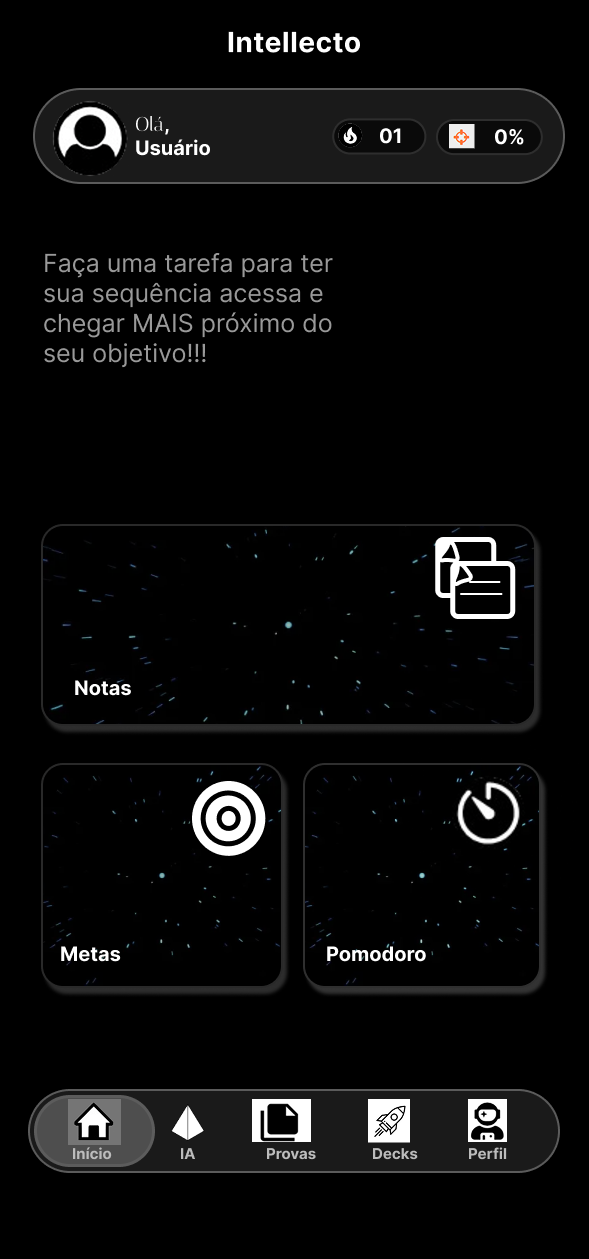 Intellecto
Olá,
Usuário
01
0%
Faça uma tarefa para ter
sua sequência acessa e
chegar MAIS próximo do
seu objetivo!!!
Notas
Metas
Pomodoro
Início
IA
Provas
Decks
Perfil